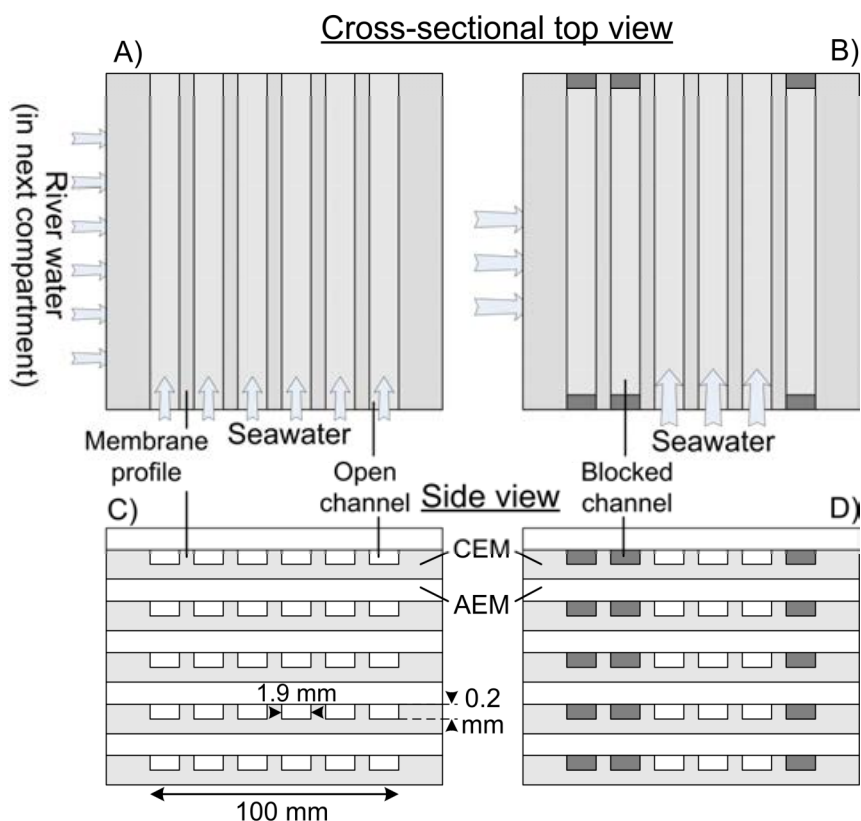 Cross-sectional top view
A)
B)
River water
(in next compartment)
Membrane
profile
Seawater
Open
channel
Blocked
channel
Seawater
Side view
C)
D)
CEM
AEM
1.9 mm
0.2
mm
100 mm